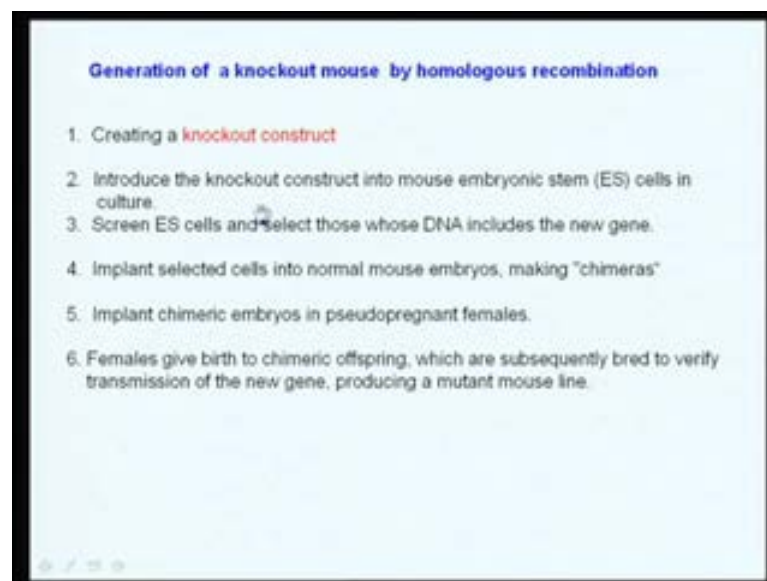 Generation of a knockout mouse by homologous recombination
1. Creating a knockout construct
2. Introduce the knockout construct into mouse embryonic stem (ES) cells in
culture.
3. Screen ES cells and select those whose DNA includes the new gene.
4. Implant selected cells into normal mouse embryos, making "chimeras"
5. Implant chimeric embryos in pseudopregnant females.
6. Females give birth to chimeric offspring, which are subsequently bred to verify
transmission of the new gene, producing a mutant mouse line.